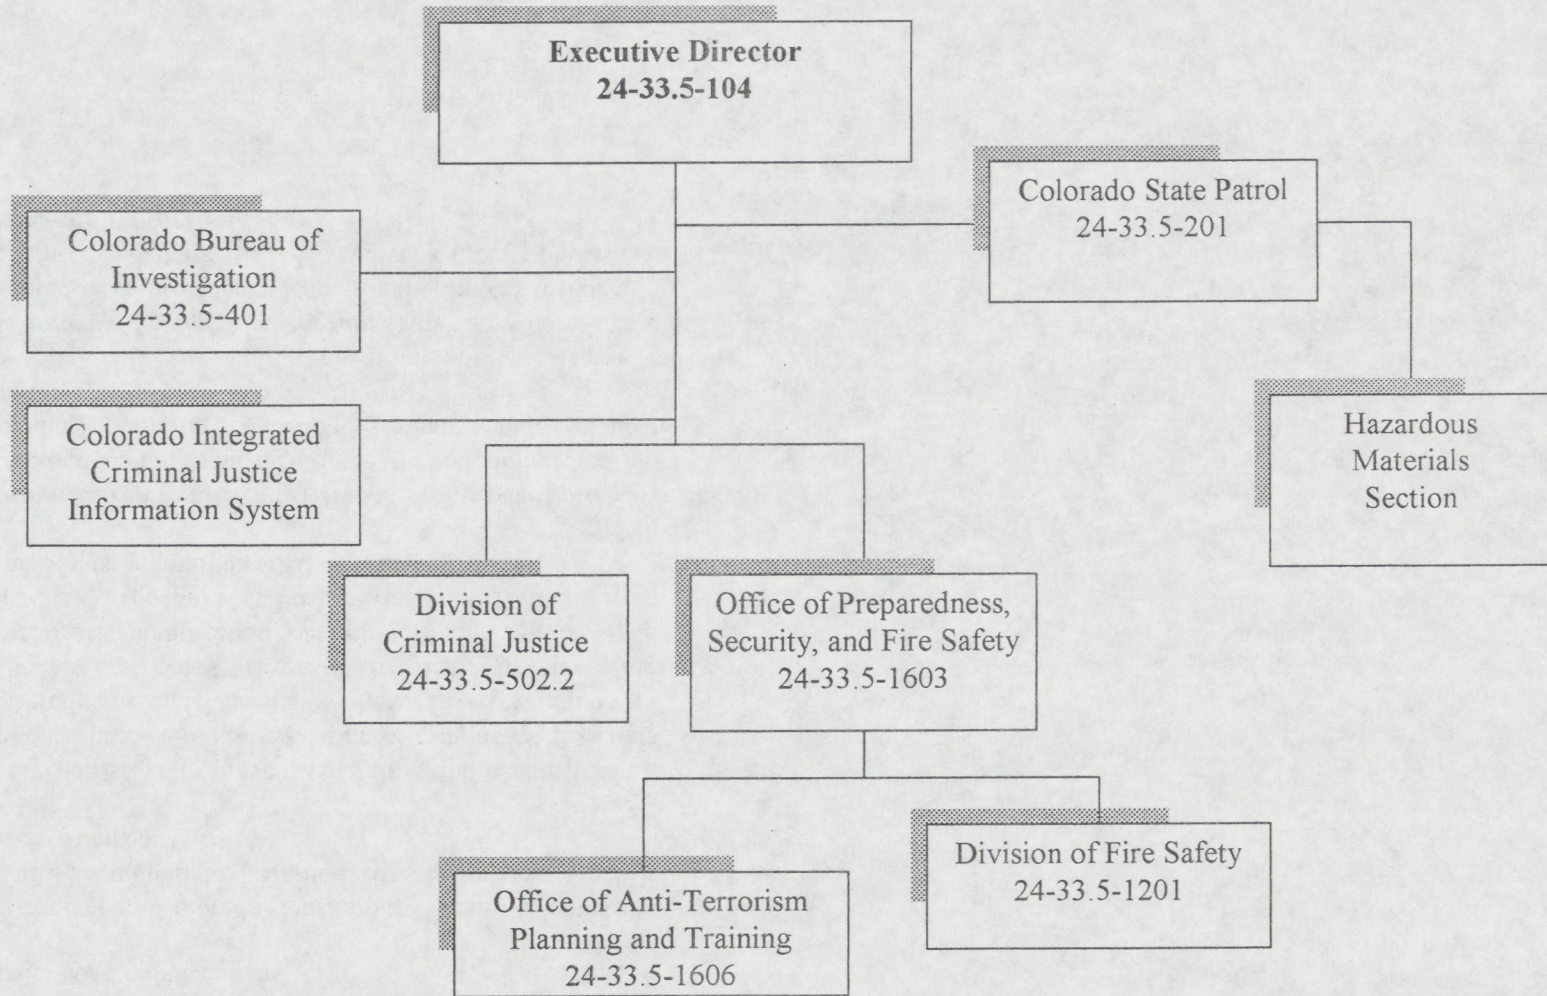 Executive Director
24-33.5-104
Colorado State Patrol
24-33.5-201
Colorado Bureau of
Investigation
24-33.5-401
Colorado Integrated
Criminal Justice
Information System
Hazardous
Materials
Section
Division of
Criminal Justice
24-33.5-502.2
Office of Preparedness,
Security, and Fire Safety
24-33.5-1603
Division of Fire Safety
24-33.5-1201
Office of Anti-Terrorism
Planning and Training
24-33.5-1606